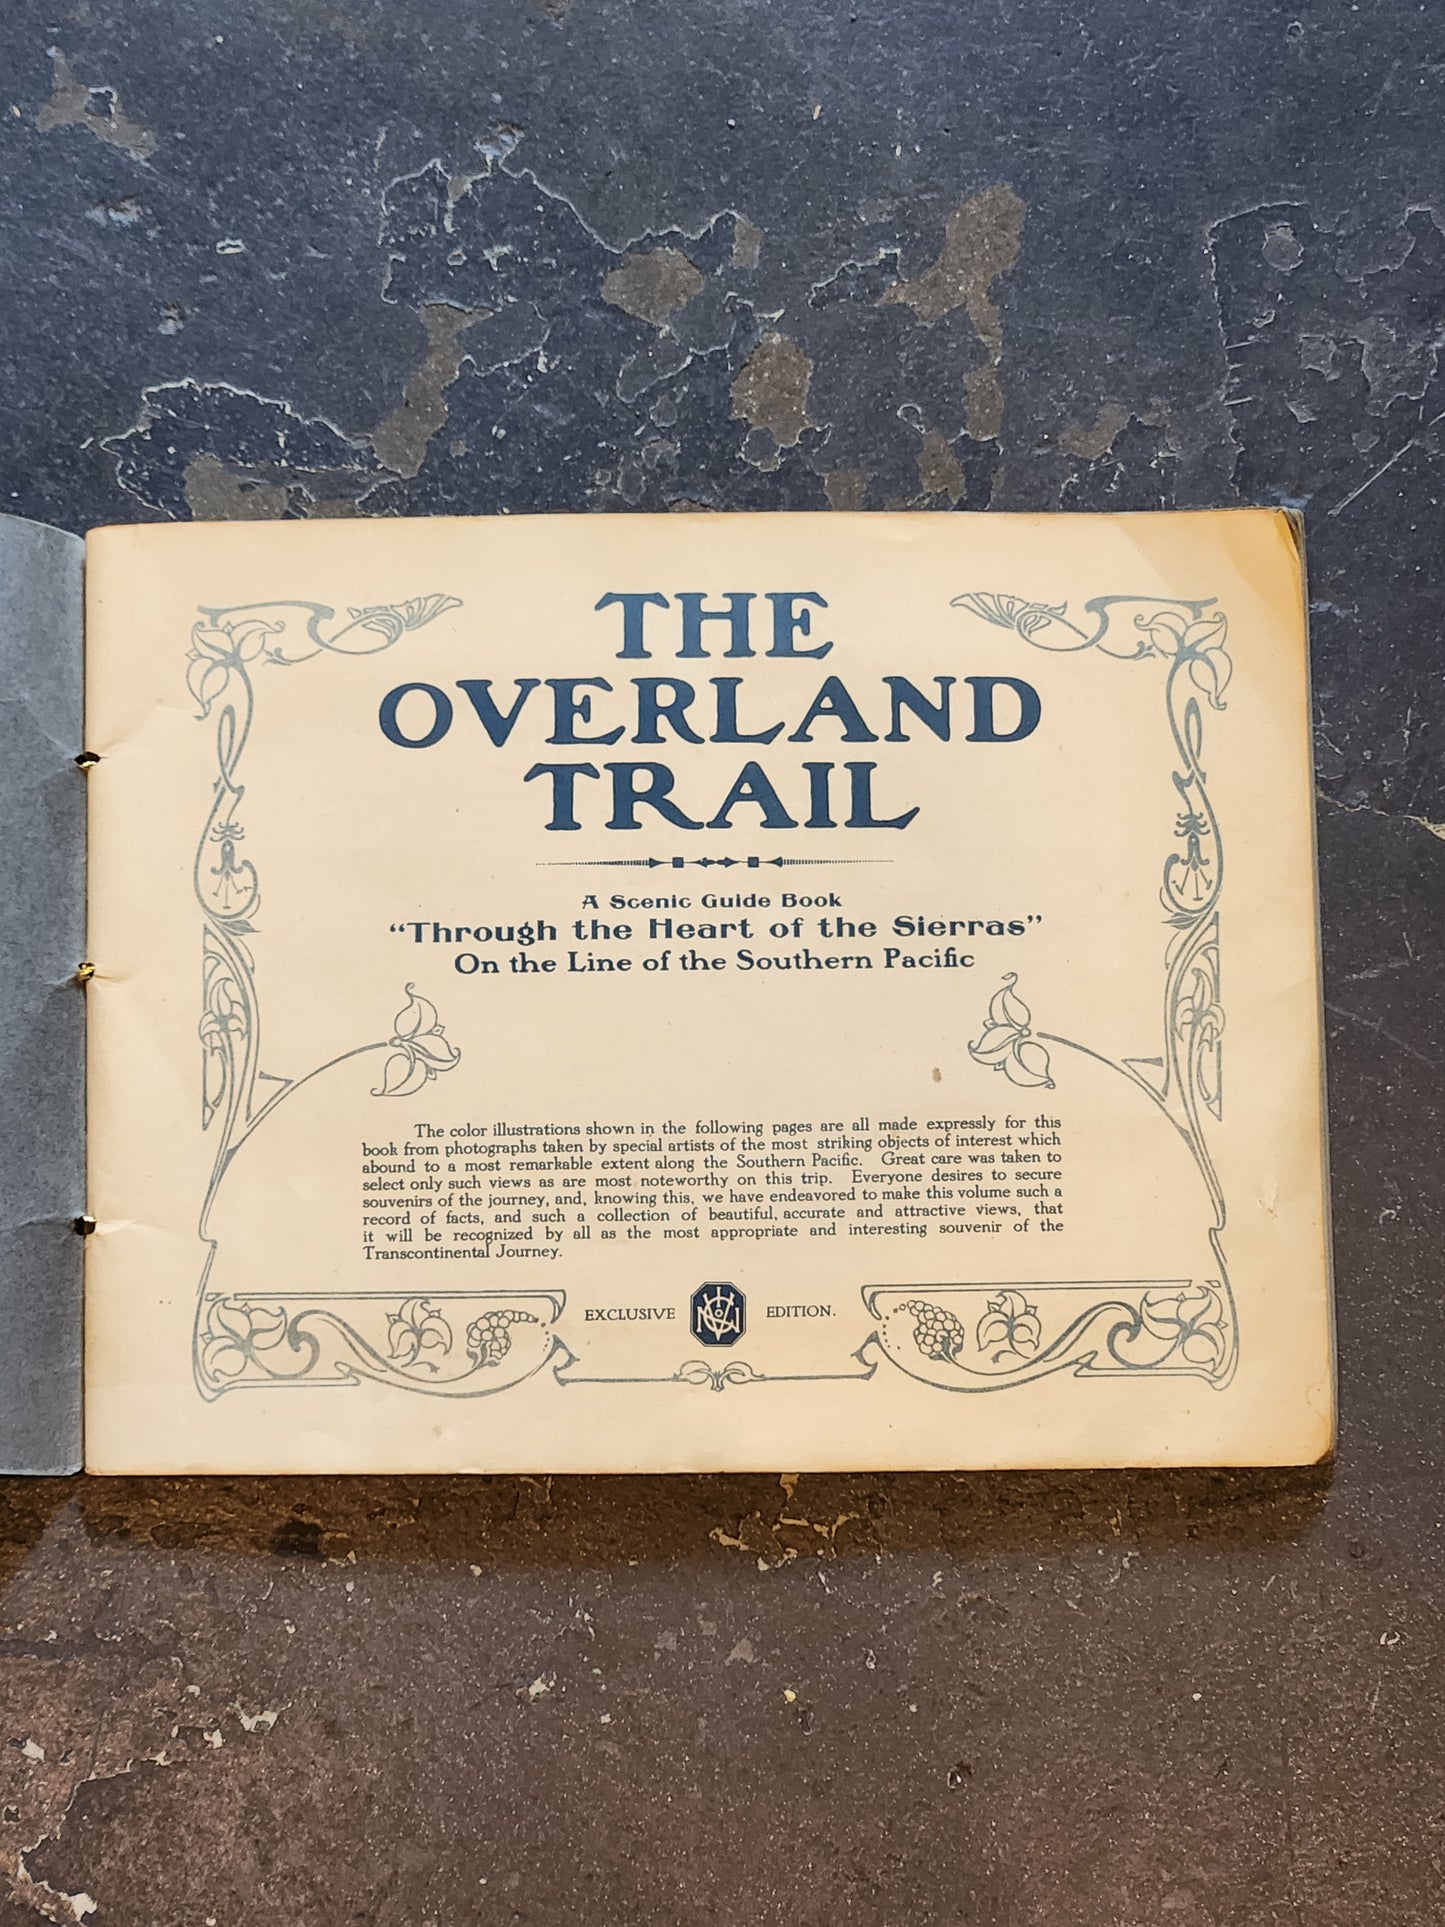 THE
OVERLAND
TRAIL
A Scenic Guide Book
“Through the Heart of the Sierras”
On the Line of the Southern Pacific
The color illustrations shown in the following pages are all made expressly for this
book from photographs taken by special artists of the most striking objects of interest which
abound to a most remarkable extent along the Southern Pacific. Great care was taken to
select only such views as are most noteworthy on this trip. Everyone desires to secure
souvenirs of the journey, and, knowing this, we have endeavored to make this volume such a
record of facts, and such a collection of beautiful, accurate and attractive views, that
it will be recognized by all as the most appropriate and interesting souvenir of the
Transcontinental Journey.
EXCLUSIVE EDITION.